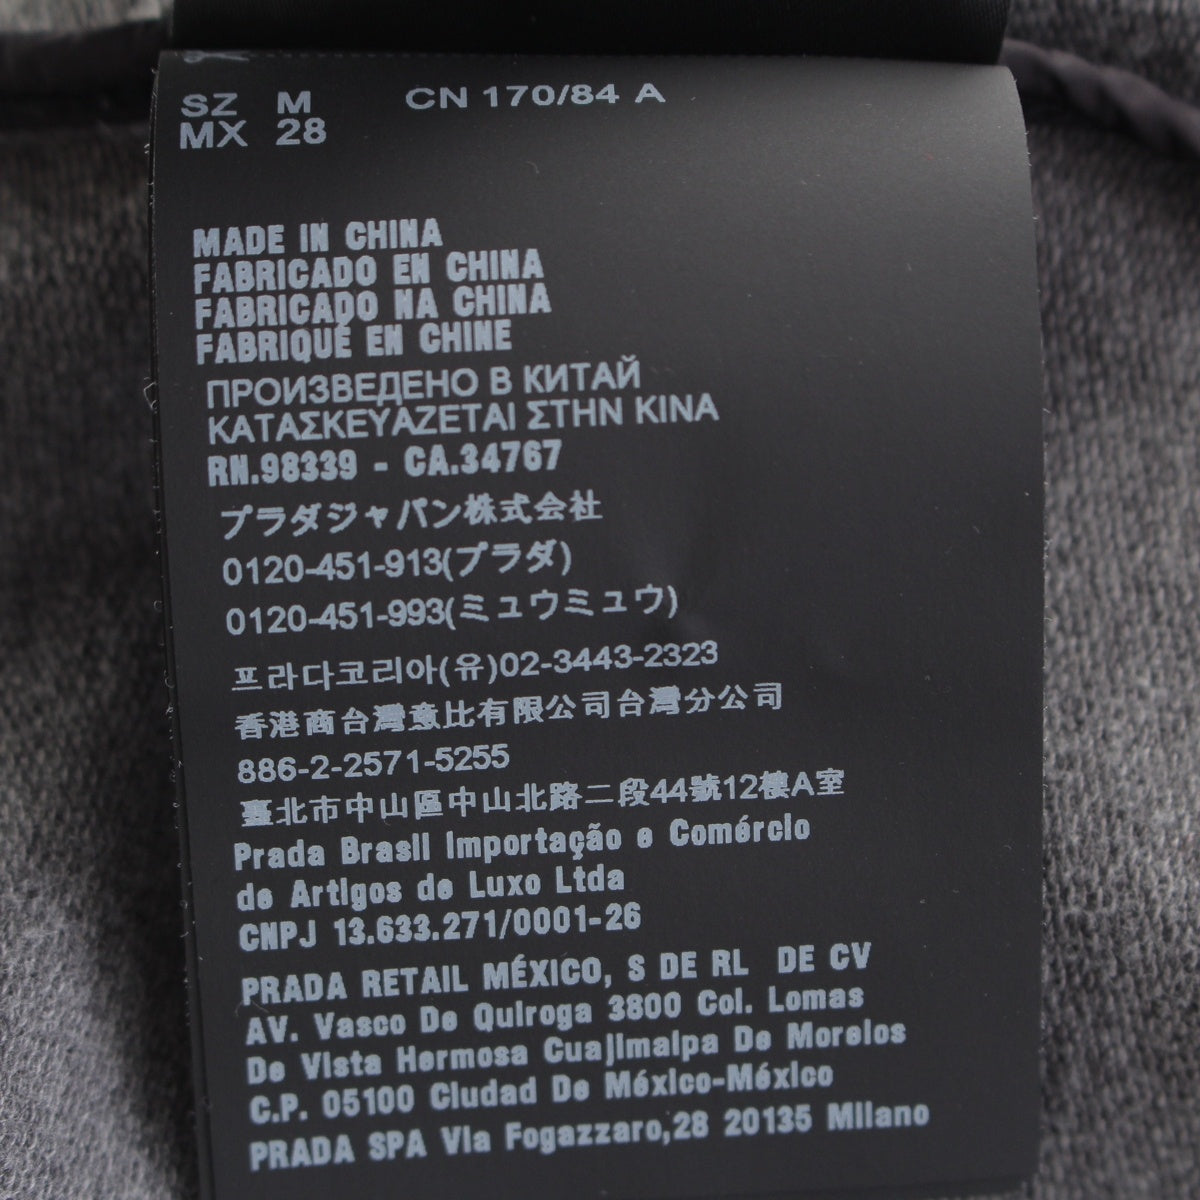 SZ M CN 170/84 A
MX 28
MADE IN CHINA
FABRICADO EN CHINA
FABRICADO NA CHINA
FABRIQUÉ EN CHINE
ПРОИЗВЕДЕНО В КИТАЙ
ΚΑΤΑΣΚΕΥΑΖΕΤΑΙ ΣΤΗΝ ΚΙΝΑ
RN.98339 - CA.34767
プラダジャパン株式会社
0120-451-913(プラダ)
0120-451-993(ミュウミュウ)
프라다코리아(유)02-3443-2323
香港商台灣意比有限公司台灣分公司
886-2-2571-5255
臺北市中山區中山北路二段44號12樓A室
Prada Brasil Importação e Comércio
de Artigos de Luxo Ltda
CNPJ 13.633.271/0001-26
PRADA RETAIL MÉXICO, S DE RL DE CV
AV. Vasco De Quiroga 3800 Col. Lomas
De Vista Hermosa Cuajimalpa De Morelos
C.P. 05100 Ciudad De México-México
PRADA SPA Via Fogazzaro,28 20135 Milano